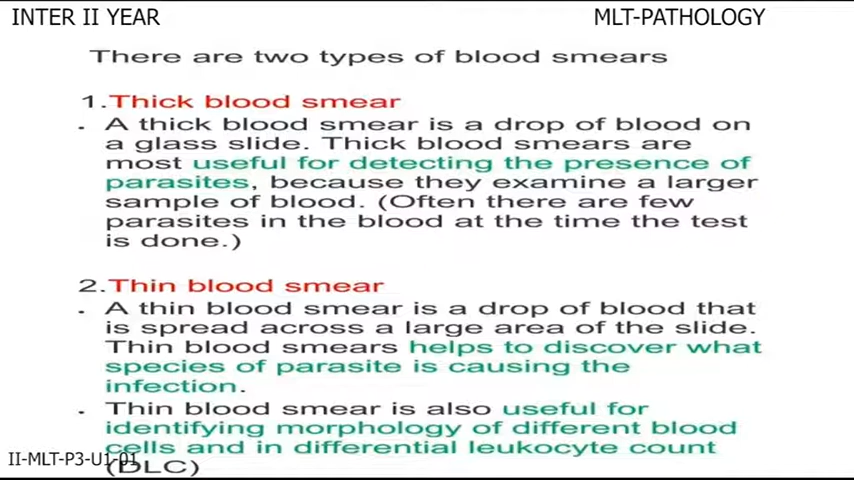 INTER II YEAR
MLT-PATHOLOGY
There are two types of blood smears
1.Thick blood smear
. A thick blood smear is a drop of blood on
a glass slide. Thick blood smears are
most useful for detecting the presence of
parasites, because they examine a larger
sample of blood. (Often there are few
parasites in the blood at the time the test
is done.)
2.Thin blood smear
. A thin blood smear is a drop of blood that
is spread across a large area of the slide.
Thin blood smears helps to discover what
species of parasite is causing the
infection.
. Thin blood smear is also useful for
identifying morphology of different blood
cells and in differential leukocyte count
(DLC)
II-MLT-P3-U1-01